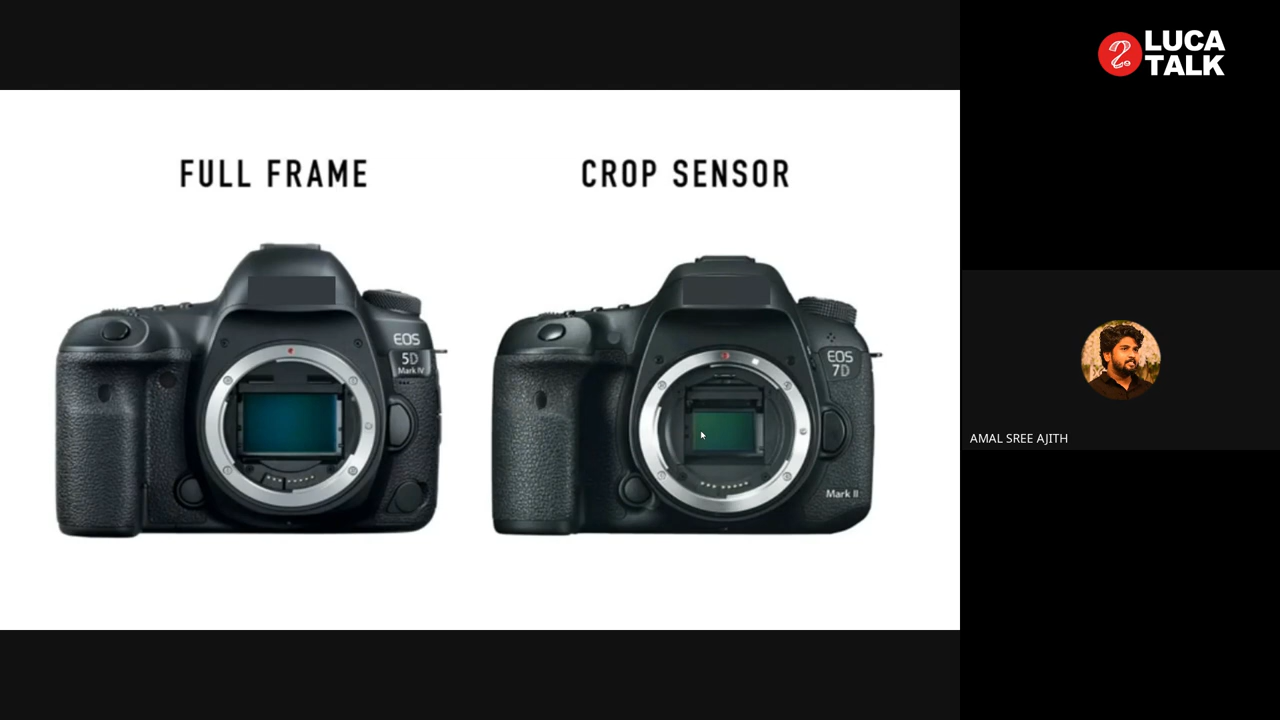 LUCA
TALK
FULL FRAME
CROP SENSOR
EOS
5D
Mark IV
EOS
7D
Mark II
AMAL SREE AJITH